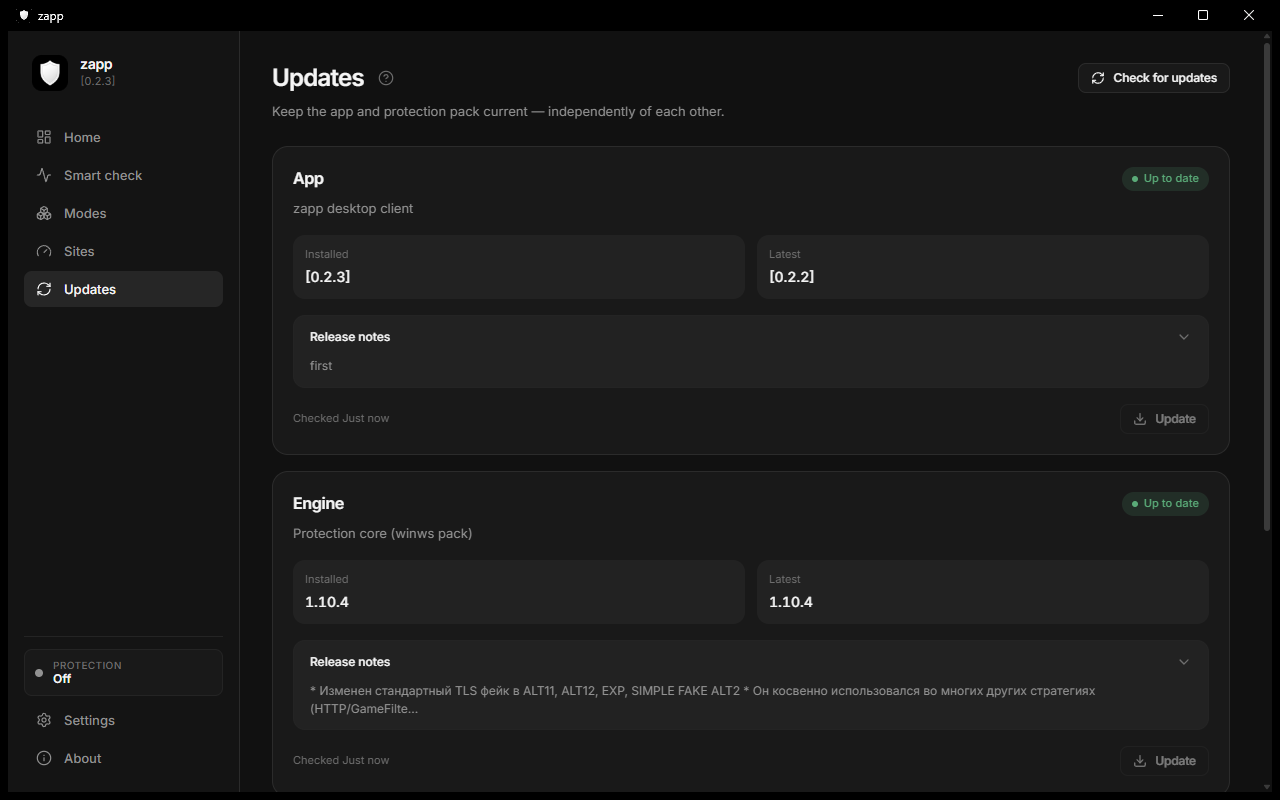 zapp
zapp
[0.2.3]
Home
Smart check
Modes
Sites
Updates
PROTECTION
Off
Settings
About
Updates
Check for updates
Keep the app and protection pack current — independently of each other.
App
Up to date
zapp desktop client
Installed
[0.2.3]
Latest
[0.2.2]
Release notes
first
Checked Just now
Update
Engine
Up to date
Protection core (winws pack)
Installed
1.10.4
Latest
1.10.4
Release notes
* Изменен стандартный TLS фейк в ALT11, ALT12, EXP, SIMPLE FAKE ALT2 * Он косвенно использовался во многих других стратегиях
(HTTP/GameFilte...
Checked Just now
Update